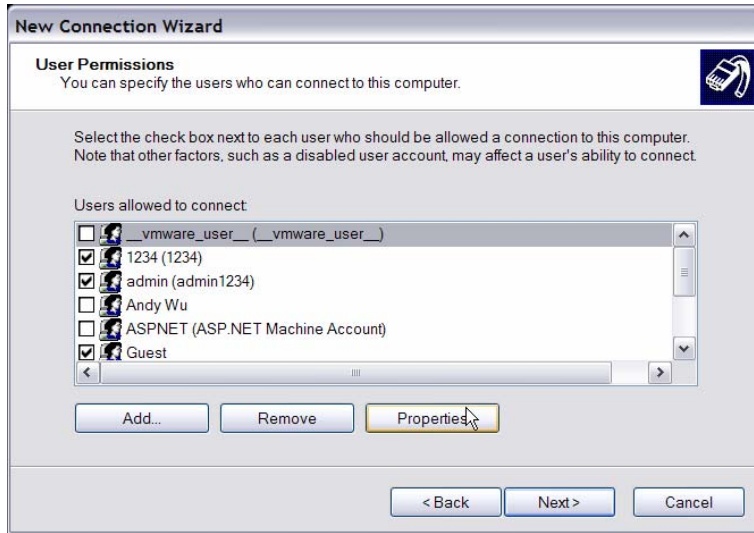 New Connection Wizard
User Permissions
You can specify the users who can connect to this computer.
Select the check box next to each user who should be allowed a connection to this computer.
Note that other factors, such as a disabled user account, may affect a user's ability to connect.
Users allowed to connect:
__vmware_user__ (__vmware_user__)
1234 (1234)
admin (admin1234)
Andy Wu
ASPNET (ASP.NET Machine Account)
Guest
Add... Remove Properties
< Back Next > Cancel